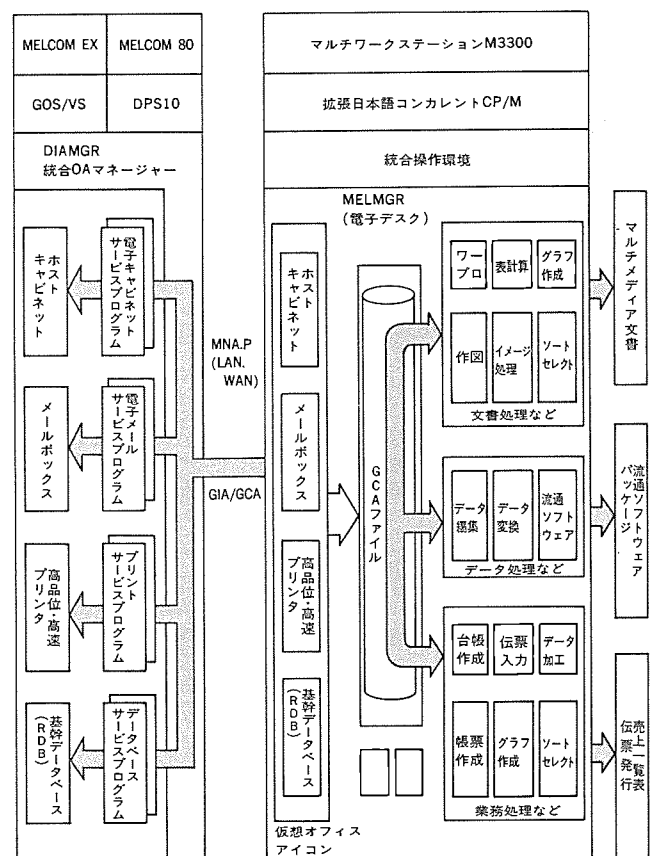 MELCOM EX
MELCOM 80
GOS/VS
DPS10
DIAMGR
統合OAマネージャー
ホスト
キャビネット
電子キャビネット
サービスプログラム
メールボックス
電子メール
サービスプログラム
高品位・高速
プリンタ
プリント
サービスプログラム
基幹データベース
(RDB)
データベース
サービスプログラム
MNA.P
(LAN,
WAN)
GIA/GCA
マルチワークステーションM3300
拡張日本語コンカレントCP/M
統合操作環境
MELMGR
(電子デスク)
ホスト
キャビネット
メールボックス
高品位・高速
プリンタ
基幹データベース
(RDB)
仮想オフィス
アイコン
GCAファイル
ワー
プロ
表計算
グラフ
作成
作図
イメージ
処理
ソート
セレクト
文書処理など
データ
編集
データ
変換
流通
ソフト
ウェア
データ処理など
台帳
作成
伝票
入力
データ
加工
帳票
作成
グラフ
作成
ソート
セレクト
業務処理など
マルチメディア文書
流通ソフトウェア
パッケージ
売上一覧表
伝票発行